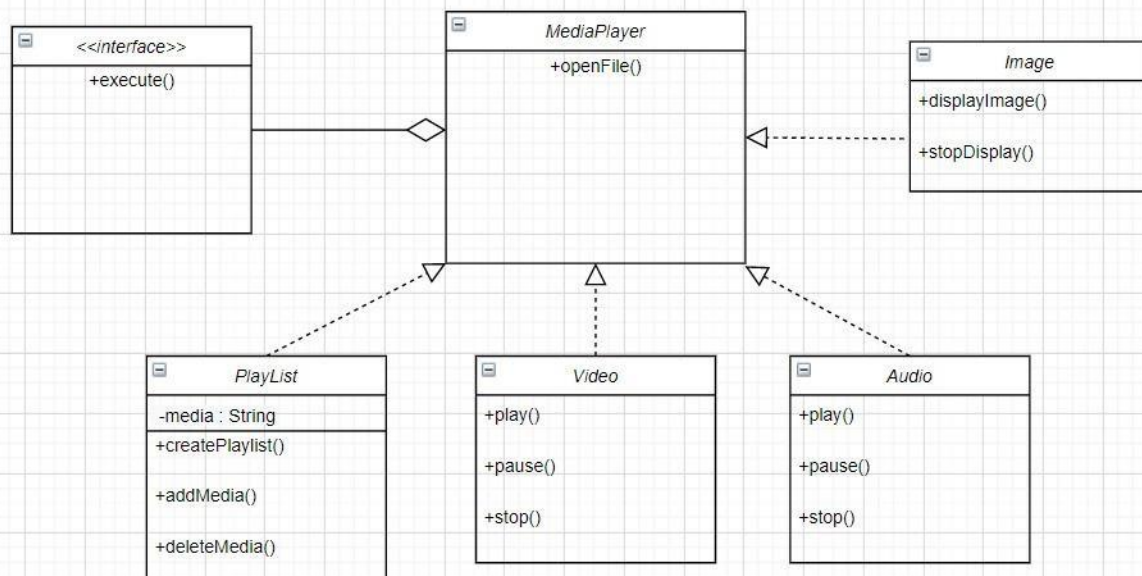 <<interface>>
+execute()
MediaPlayer
+openFile()
Image
+displayImage()
+stopDisplay()
PlayList
-media : String
+createPlaylist()
+addMedia()
+deleteMedia()
Video
+play()
+pause()
+stop()
Audio
+play()
+pause()
+stop()